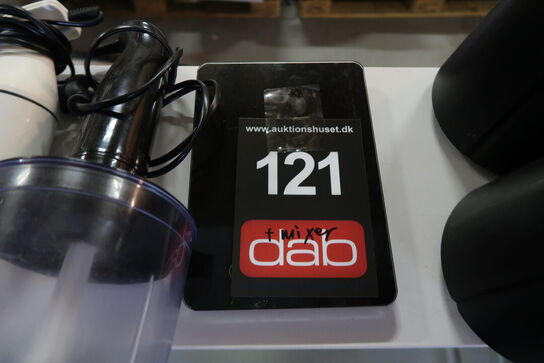 www.auktionshuset.dk
121
+ mixer
dab